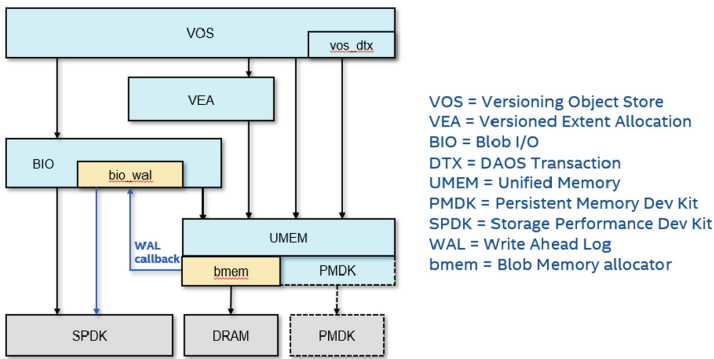 VOS
vos_dtx
VEA
BIO
bio_wal
UMEM
WAL
callback
bmem
PMDK
SPDK
DRAM
PMDK
VOS = Versioning Object Store
VEA = Versioned Extent Allocation
BIO = Blob I/O
DTX = DAOS Transaction
UMEM = Unified Memory
PMDK = Persistent Memory Dev Kit
SPDK = Storage Performance Dev Kit
WAL = Write Ahead Log
bmem = Blob Memory allocator